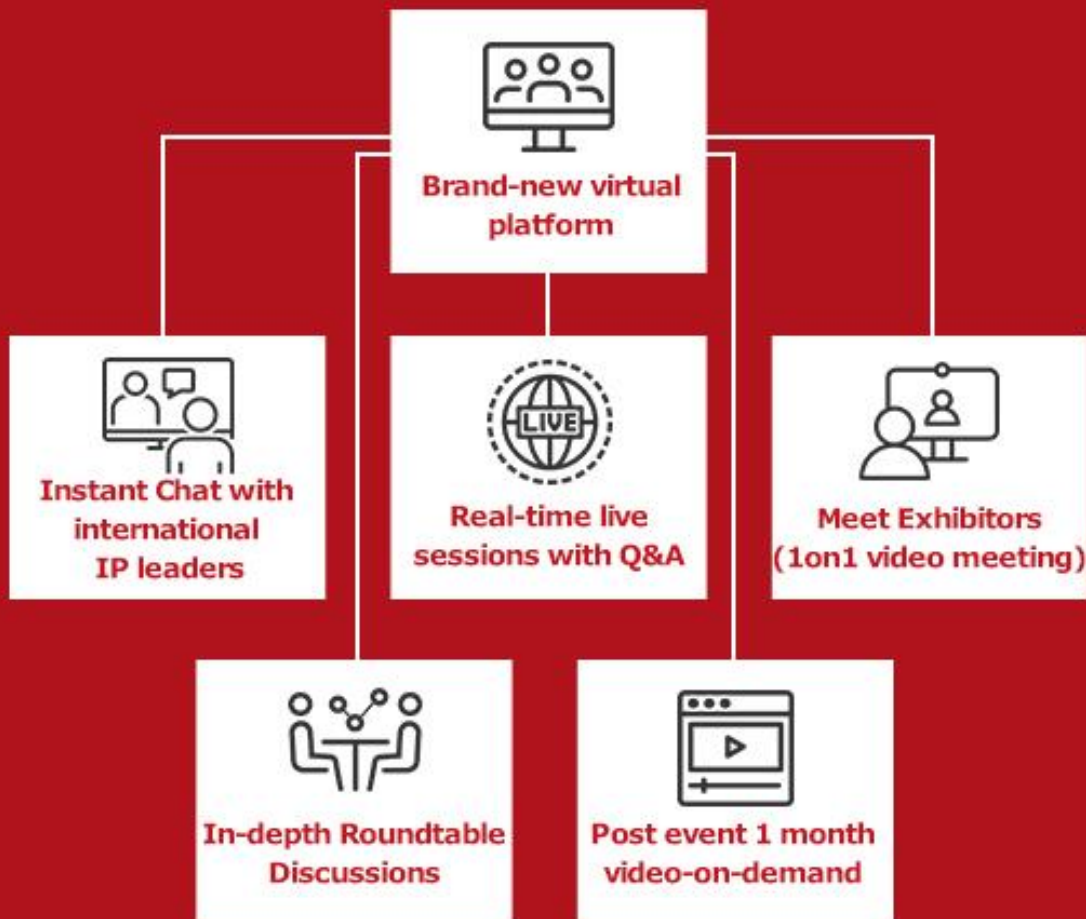 Brand-new virtual
platform
Instant Chat with
international
IP leaders
LIVE
Real-time live
sessions with Q&A
Meet Exhibitors
(1on1 video meeting)
In-depth Roundtable
Discussions
Post event 1 month
video-on-demand